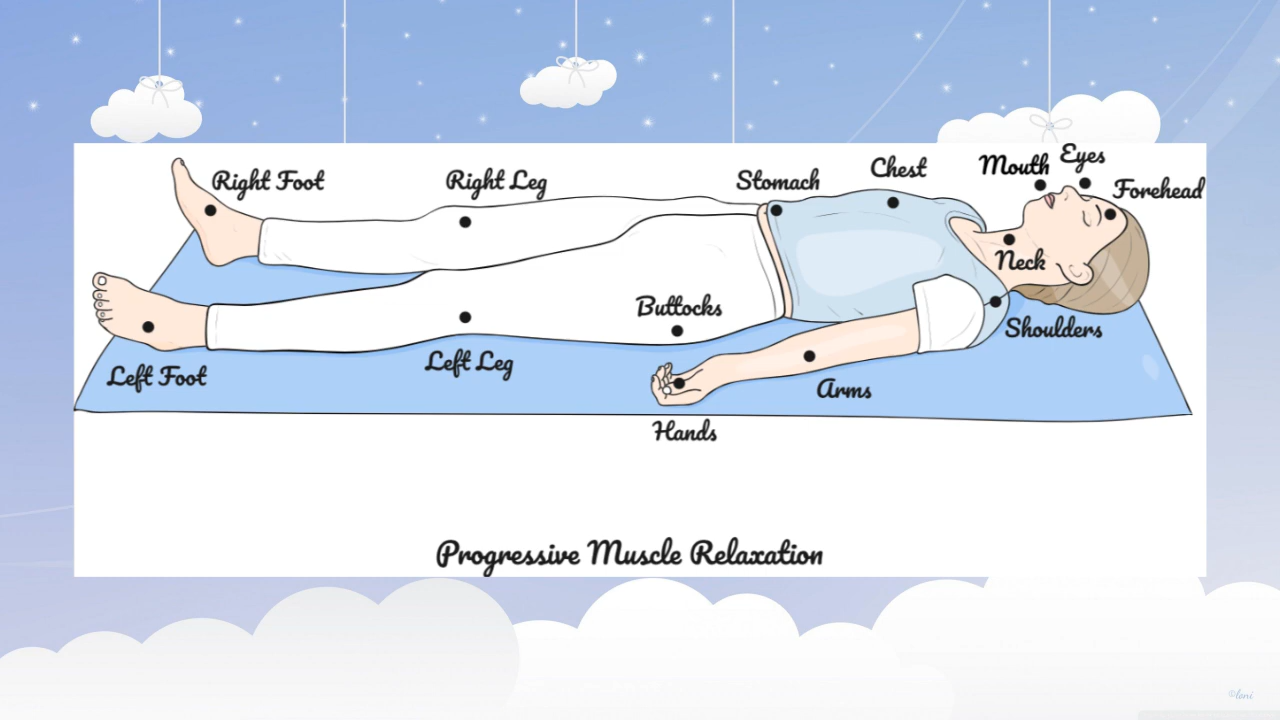 Right Foot
Right Leg
Stomach
Chest
Mouth
Eyes
Forehead
Neck
Buttocks
Shoulders
Left Foot
Left Leg
Arms
Hands
Progressive Muscle Relaxation